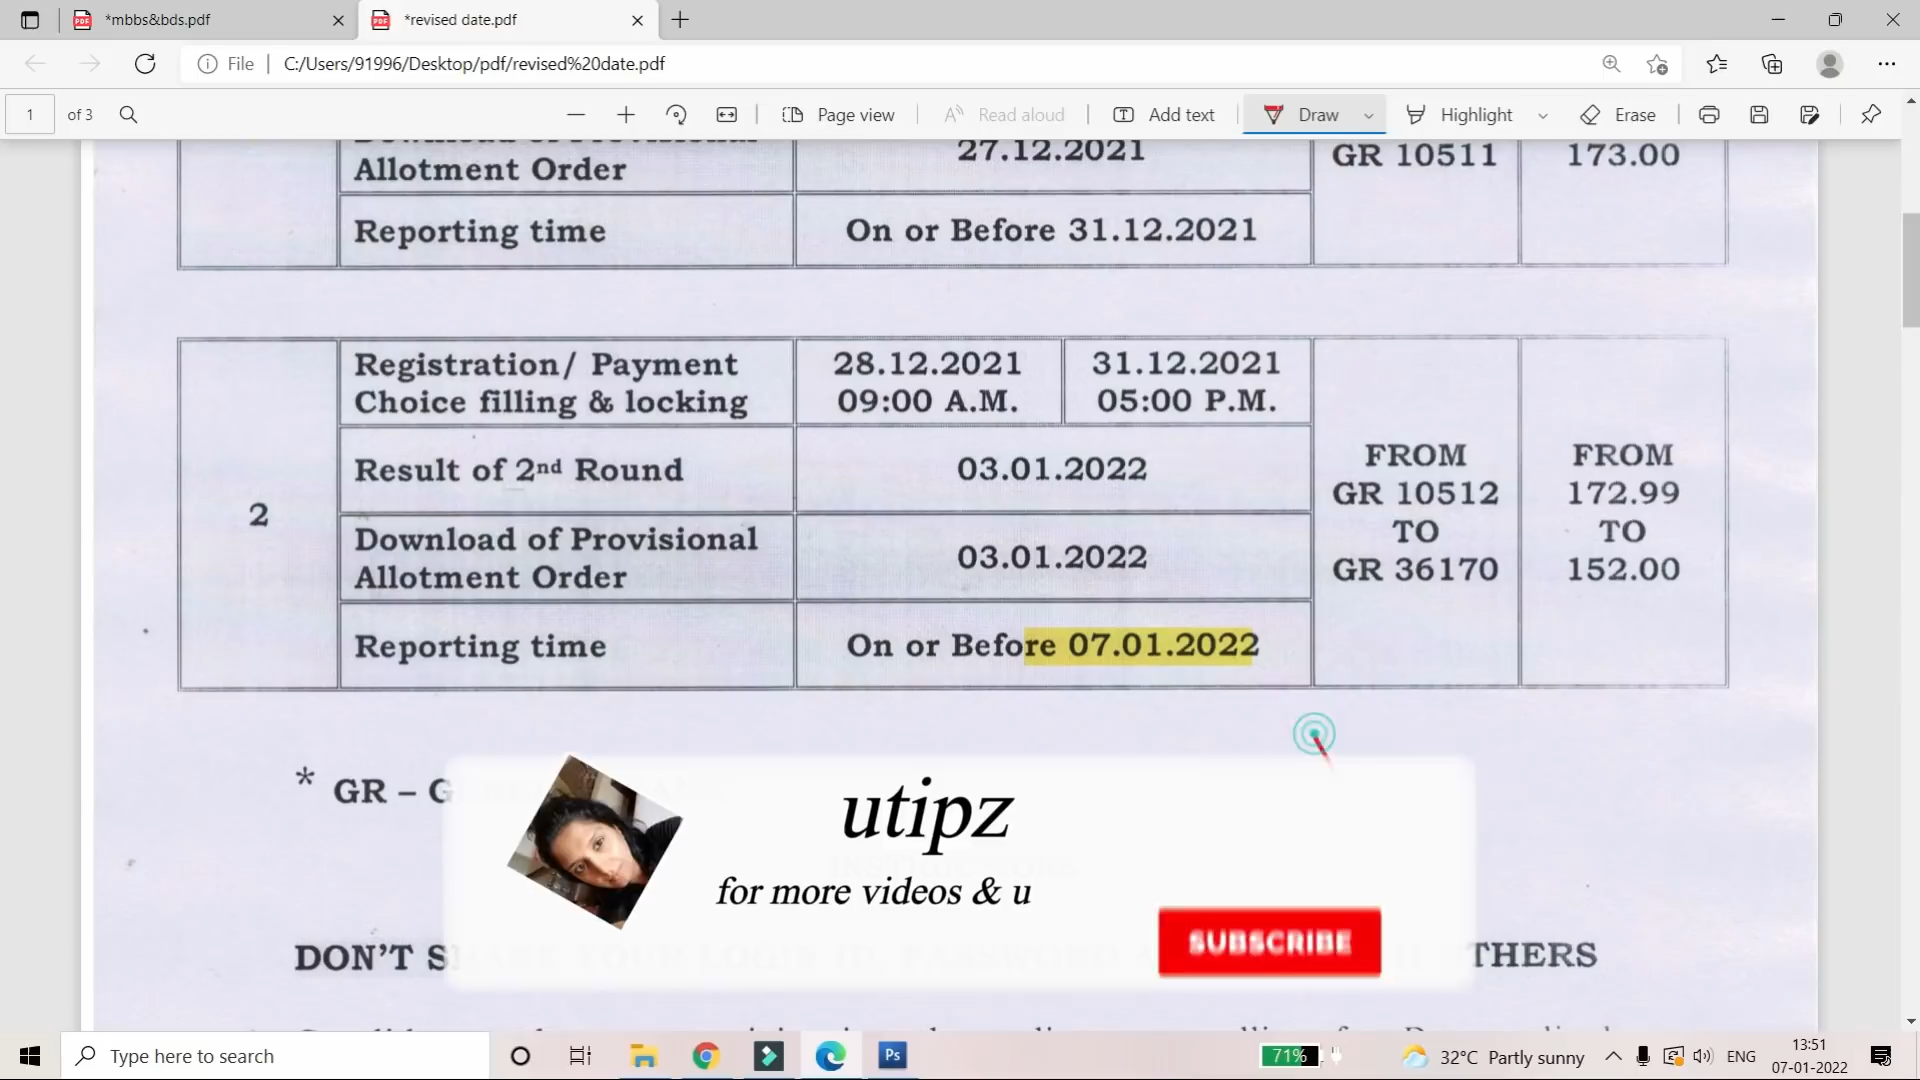 *mbbs&bds.pdf
*revised date.pdf
File
C:/Users/91996/Desktop/pdf/revised%20date.pdf
1 of 3
Page view
Read aloud
Add text
Draw
Highlight
Erase
Allotment Order
27.12.2021
GR 10511
173.00
Reporting time
On or Before 31.12.2021
2
Registration/ Payment
Choice filling & locking
28.12.2021
09:00 A.M.
31.12.2021
05:00 P.M.
Result of 2nd Round
03.01.2022
Download of Provisional
Allotment Order
03.01.2022
Reporting time
On or Before 07.01.2022
FROM
GR 10512
TO
GR 36170
FROM
172.99
TO
152.00
* GR – G
utipz
for more videos & u
SUBSCRIBE
DON'T S
THERS
Type here to search
Ps
71%
32°C Partly sunny
ENG
13:51
07-01-2022